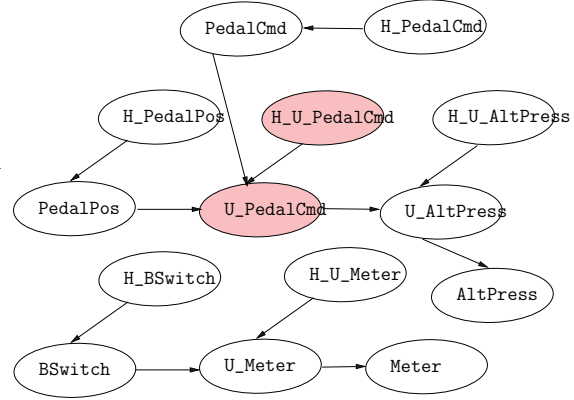 PedalCmd
H_PedalCmd
H_PedalPos
H_U_PedalCmd
H_U_AltPress
PedalPos
U_PedalCmd
U_AltPress
H_BSwitch
H_U_Meter
AltPress
BSwitch
U_Meter
Meter